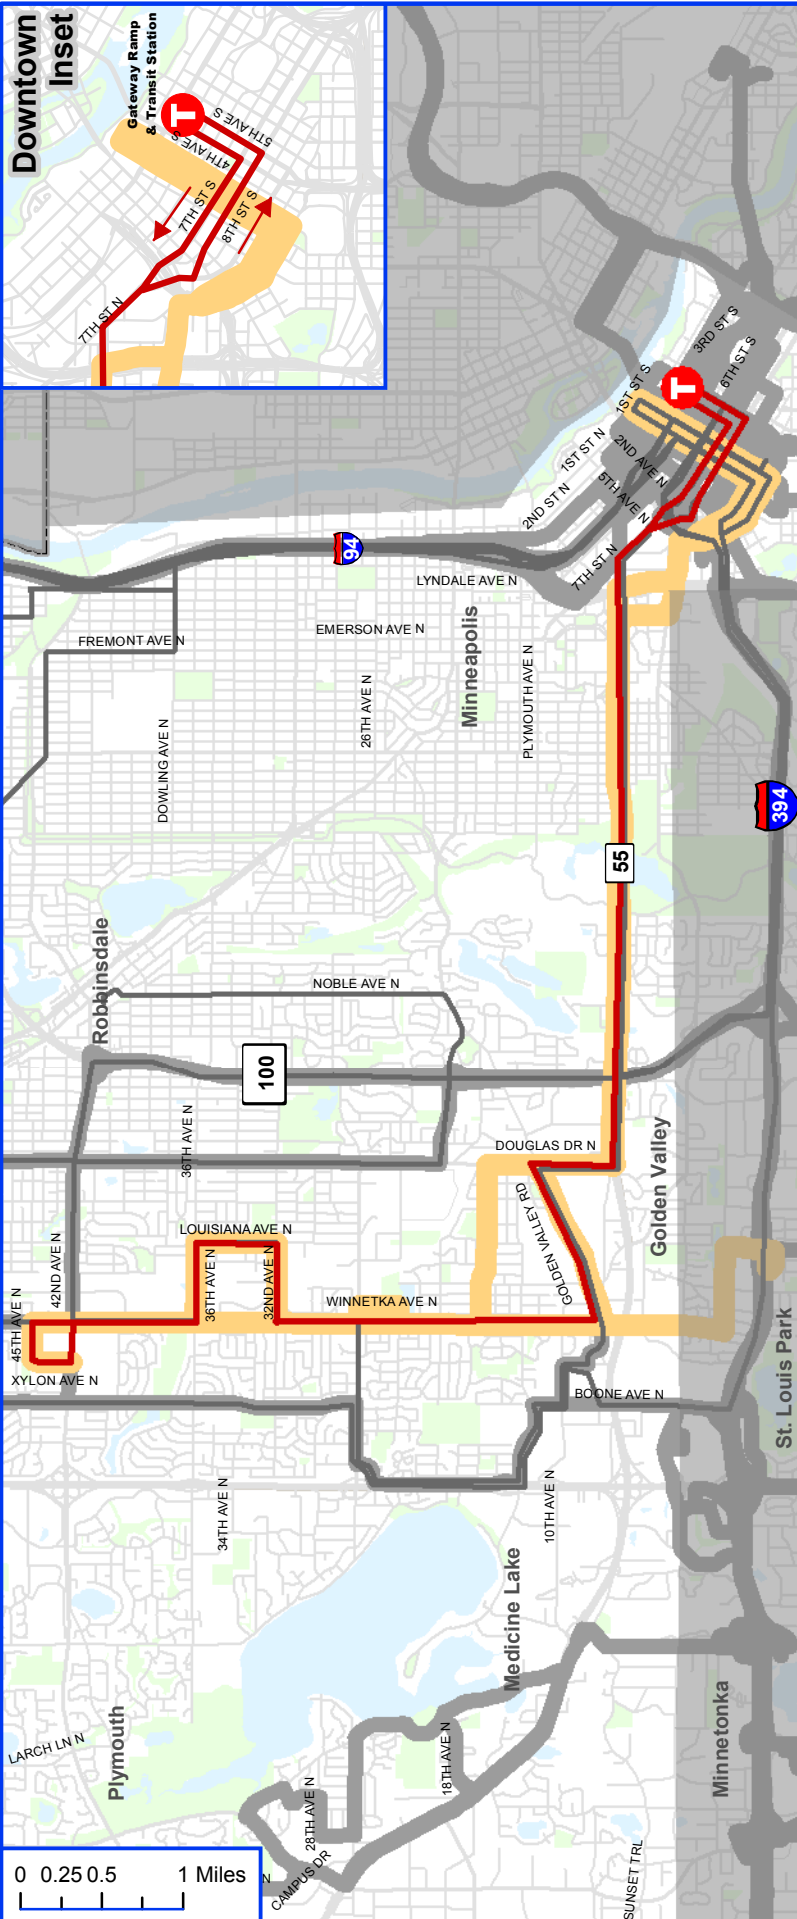 Downtown
Inset
Gateway Ramp
& Transit Station
T
5TH AVE S
4TH AVE S
7TH ST S
8TH ST S
7TH ST N
3RD ST S
6TH ST S
1ST ST S
T
1ST ST N
2ND AVE N
2ND ST N
5TH AVE N
7TH ST N
94
LYNDALE AVE N
FREMONT AVE N
EMERSON AVE N
Minneapolis
26TH AVE N
PLYMOUTH AVE N
DOWLING AVE N
394
55
Robbinsdale
NOBLE AVE N
100
36TH AVE N
DOUGLAS DR N
Golden Valley
GOLDEN VALLEY RD
LOUISIANA AVE N
42ND AVE N
36TH AVE N
32ND AVE N
WINNETKA AVE N
45TH AVE N
XYLON AVE N
BOONE AVE N
St. Louis Park
34TH AVE N
10TH AVE N
Medicine Lake
Plymouth
LARCH LN N
18TH AVE N
Minnetonka
28TH AVE N
CAMPUS DR
N
SUNSET TRL
0 0.25 0.5 1 Miles